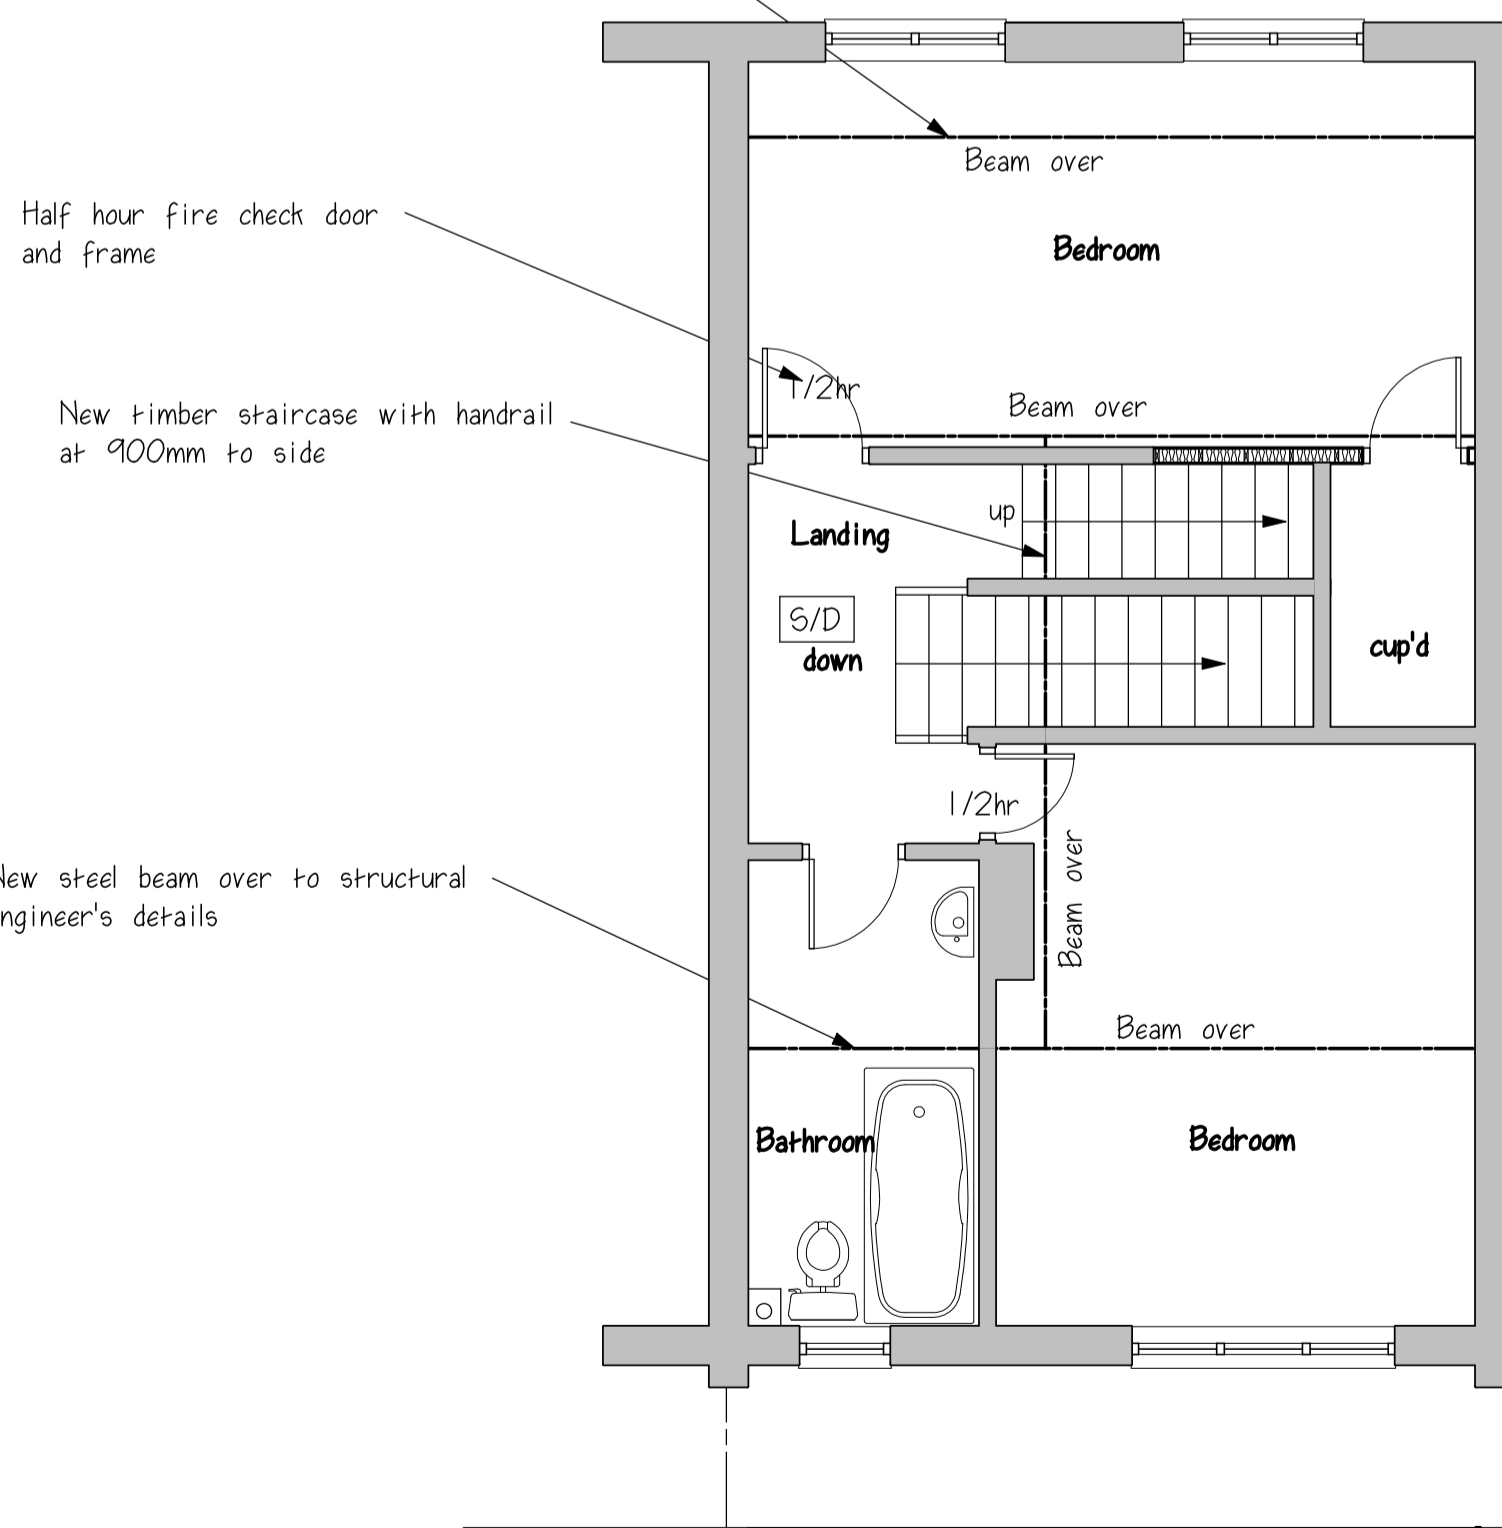 Beam over
Bedroom
Half hour fire check door
and frame
1/2hr
Beam over
New timber staircase with handrail
at 900mm to side
up
Landing
S/D
down
cup'd
1/2hr
Beam over
New steel beam over to structural
ngineer's details
Beam over
Bathroom
Bedroom